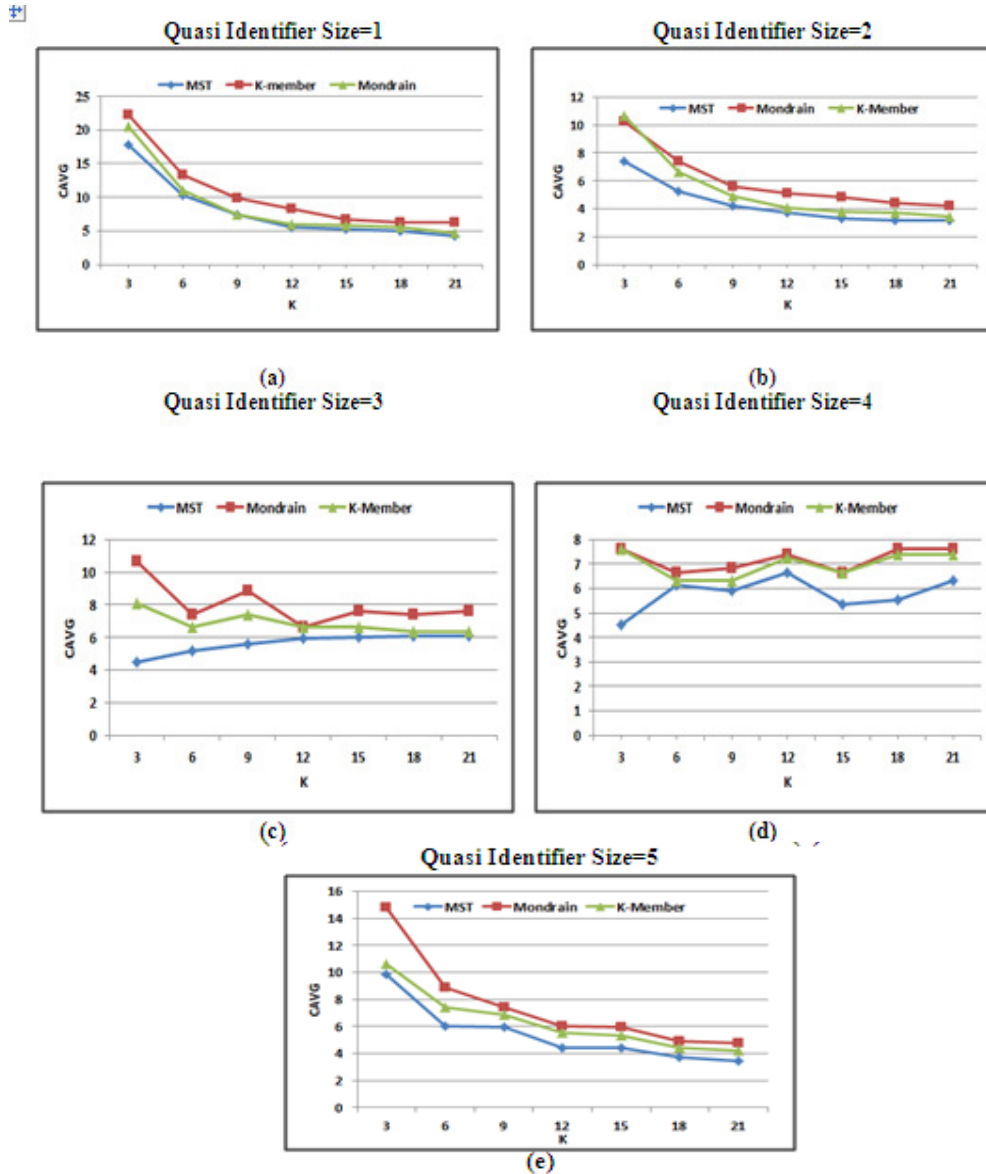 Quasi Identifier Size=1
MST K-member Mondrain
25
20
15
10
5
0
CAVG
3 6 9 12 15 18 21
K
(a)
Quasi Identifier Size=2
MST Mondrain K-Member
12
10
8
6
4
2
0
CAVG
3 6 9 12 15 18 21
K
(b)
Quasi Identifier Size=3
MST Mondrain K-Member
12
10
8
6
4
2
0
CAVG
3 6 9 12 15 18 21
K
(c)
Quasi Identifier Size=4
MST Mondrain K-Member
8
7
6
5
4
3
2
1
0
CAVG
3 6 9 12 15 18 21
K
(d)
Quasi Identifier Size=5
MST Mondrain K-Member
16
14
12
10
8
6
4
2
0
CAVG
3 6 9 12 15 18 21
K
(e)